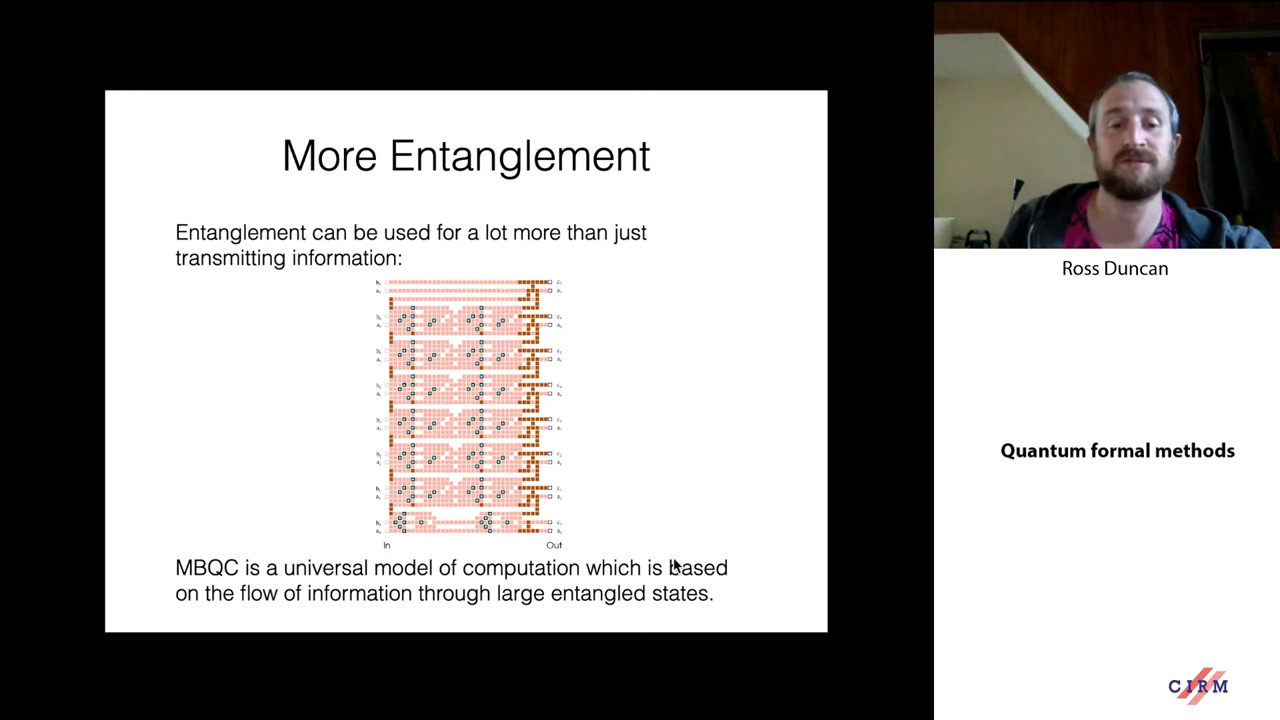 More Entanglement
Entanglement can be used for a lot more than just
transmitting information:
In
Out
MBQC is a universal model of computation which is based
on the flow of information through large entangled states.
Ross Duncan
Quantum formal methods
CIRM